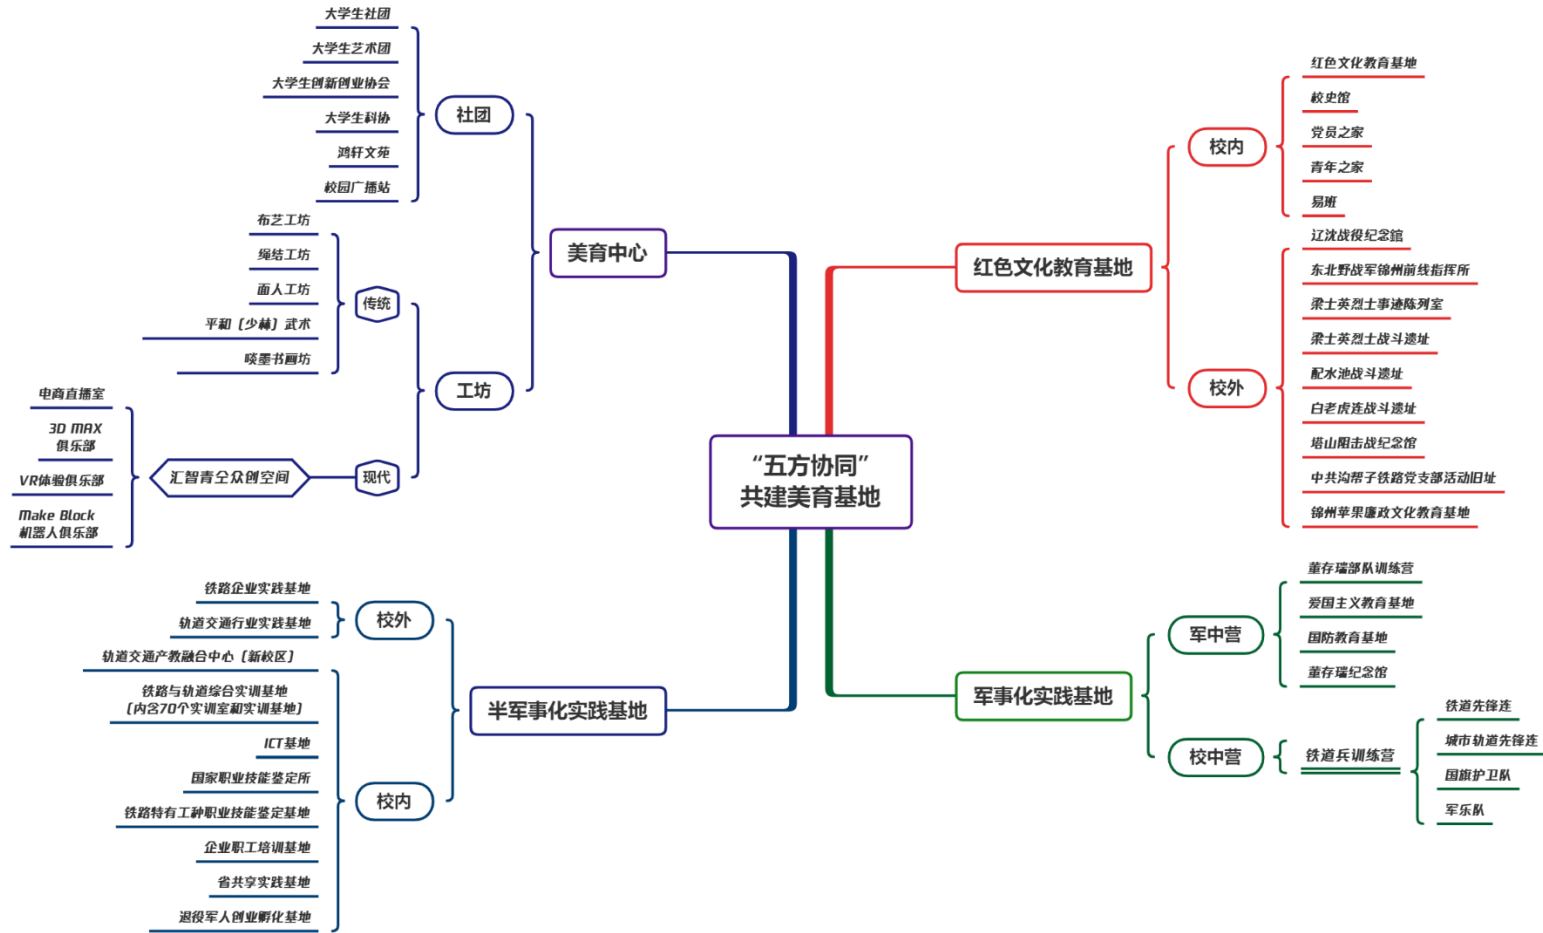 “五方协同”
共建美育基地
美育中心
社团
大学生社团
大学生艺术团
大学生创新创业协会
大学生科协
鸿轩文苑
校园广播站
工坊
传统
布艺工坊
绳结工坊
面人工坊
平和（少林）武术
啖墨书画坊
现代
汇智青仝众创空间
电商直播室
3D MAX
俱乐部
VR体验俱乐部
Make Block
机器人俱乐部
红色文化教育基地
校内
红色文化教育基地
校史馆
党员之家
青年之家
易班
校外
辽沈战役纪念馆
东北野战军锦州前线指挥所
梁士英烈士事迹陈列室
梁士英烈士战斗遗址
配水池战斗遗址
白老虎连战斗遗址
塔山阻击战纪念馆
中共沟帮子铁路党支部活动旧址
锦州苹果廉政文化教育基地
半军事化实践基地
校外
铁路企业实践基地
轨道交通行业实践基地
校内
轨道交通产教融合中心（新校区）
铁路与轨道综合实训基地
（内含70个实训室和实训基地）
ICT基地
国家职业技能鉴定所
铁路特有工种职业技能鉴定基地
企业职工培训基地
省共享实践基地
退役军人创业孵化基地
军事化实践基地
军中营
董存瑞部队训练营
爱国主义教育基地
国防教育基地
董存瑞纪念馆
校中营
铁道兵训练营
铁道先锋连
城市轨道先锋连
国旗护卫队
军乐队